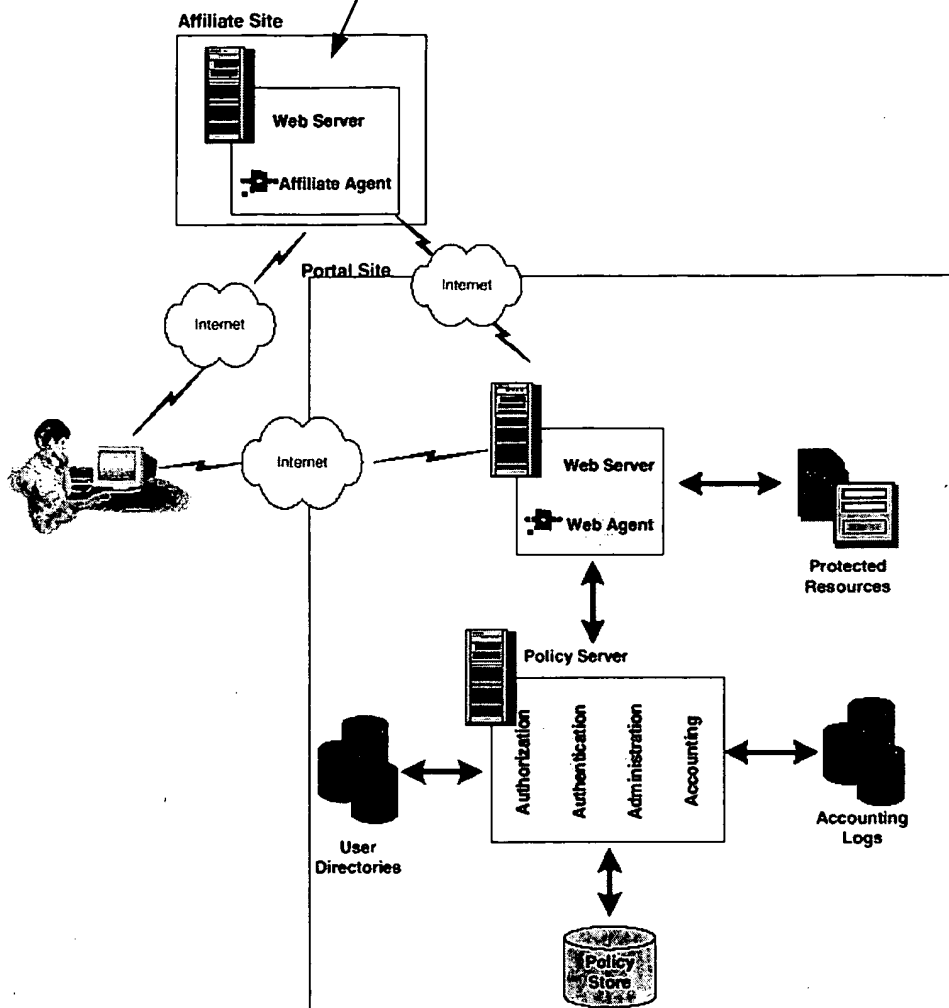 Affiliate Site
Web Server
Affiliate Agent
Portal Site
Internet
Internet
Internet
Web Server
Web Agent
Protected
Resources
Policy Server
Authorization
Authentication
Administration
Accounting
User
Directories
Accounting
Logs
Policy
Store